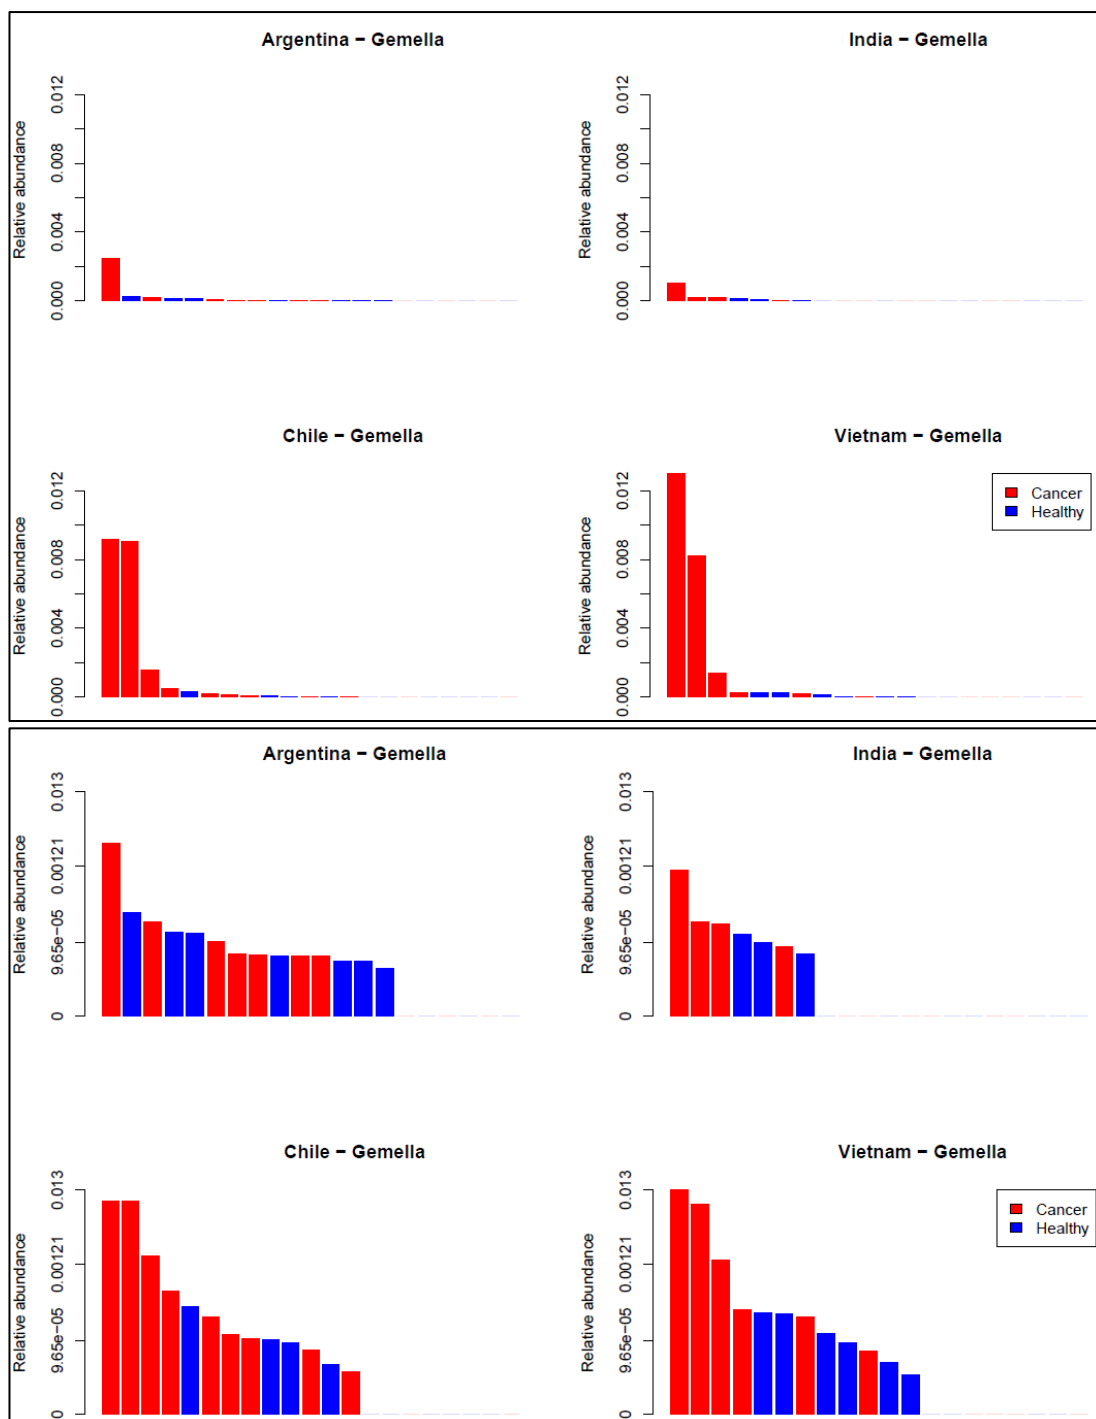 Argentina − Gemella
Relative abundance
0.012
0.008
0.004
0.000
India − Gemella
Relative abundance
0.012
0.008
0.004
0.000
Chile − Gemella
Relative abundance
0.012
0.008
0.004
0.000
Vietnam − Gemella
Relative abundance
0.012
0.008
0.004
0.000
Cancer
Healthy
Argentina − Gemella
Relative abundance
0.013
0.00121
9.65e−05
0
India − Gemella
Relative abundance
0.013
0.00121
9.65e−05
0
Chile − Gemella
Relative abundance
0.013
0.00121
9.65e−05
0
Vietnam − Gemella
Relative abundance
0.013
0.00121
9.65e−05
0
Cancer
Healthy